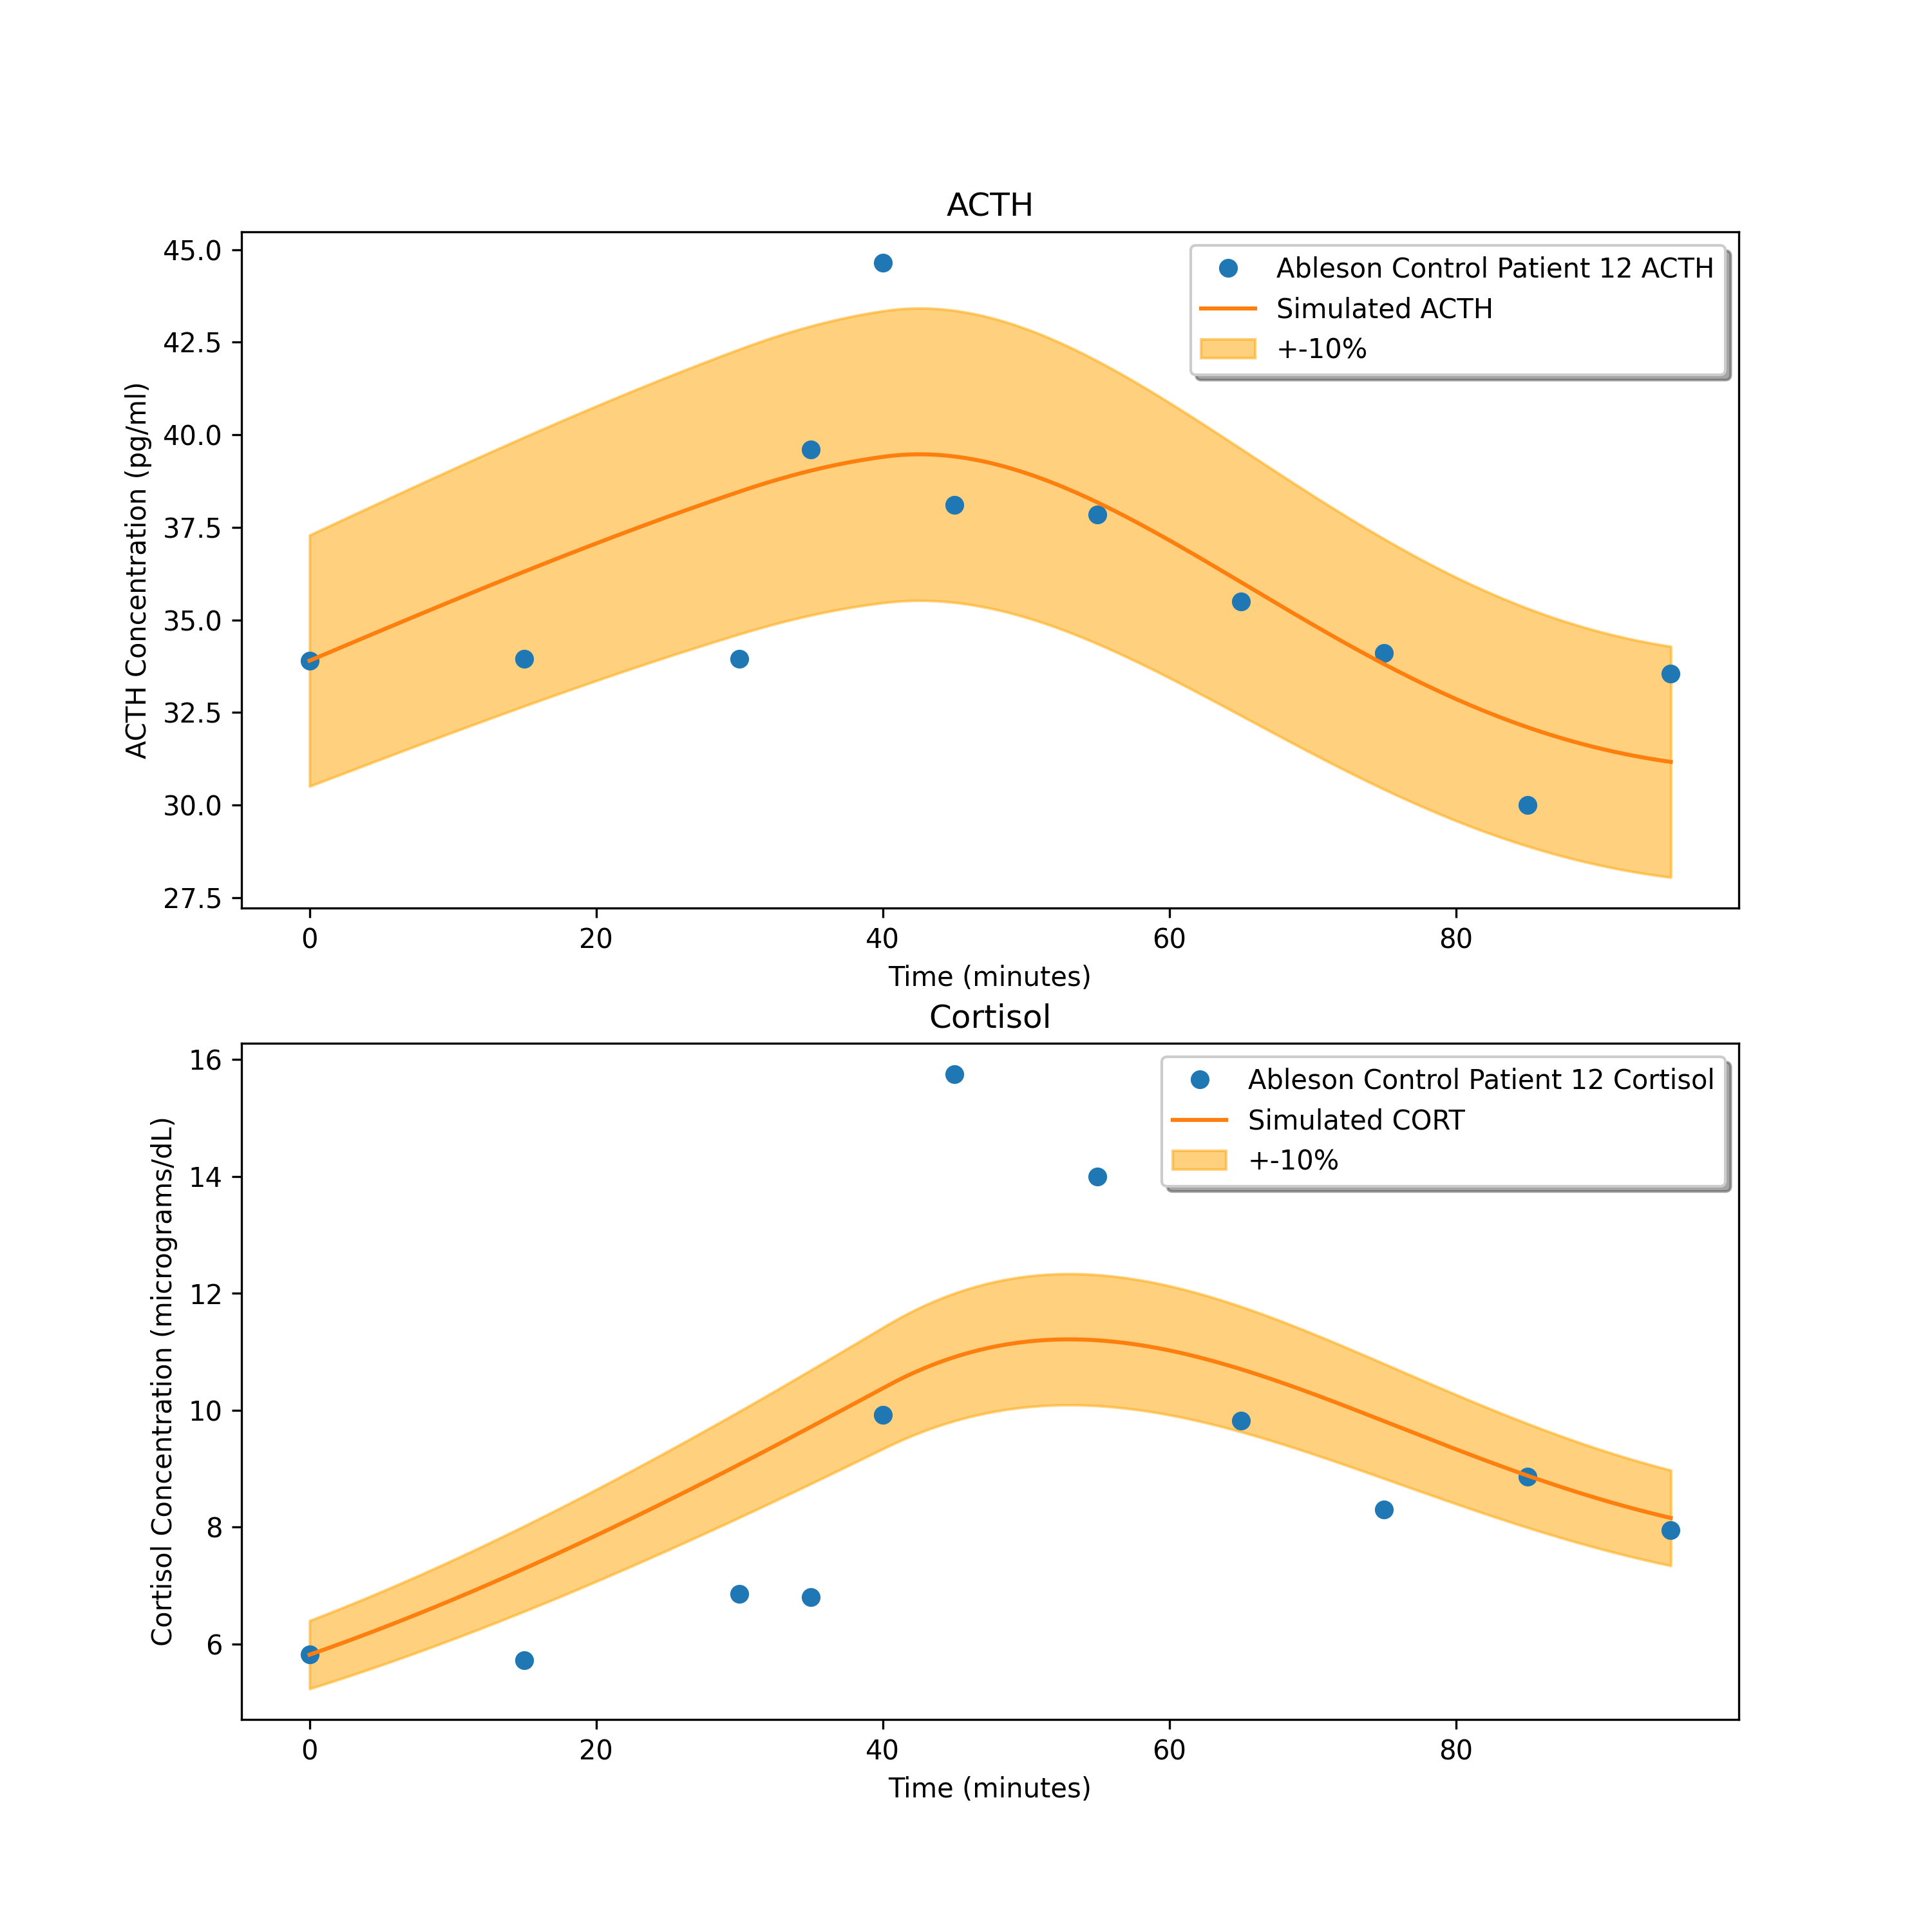 ACTH
45.0
42.5
40.0
37.5
35.0
32.5
30.0
27.5
ACTH Concentration (pg/ml)
Ableson Control Patient 12 ACTH
Simulated ACTH
+-10%
0 20 40 60 80
Time (minutes)
Cortisol
16
14
12
10
8
6
Cortisol Concentration (micrograms/dL)
Ableson Control Patient 12 Cortisol
Simulated CORT
+-10%
0 20 40 60 80
Time (minutes)